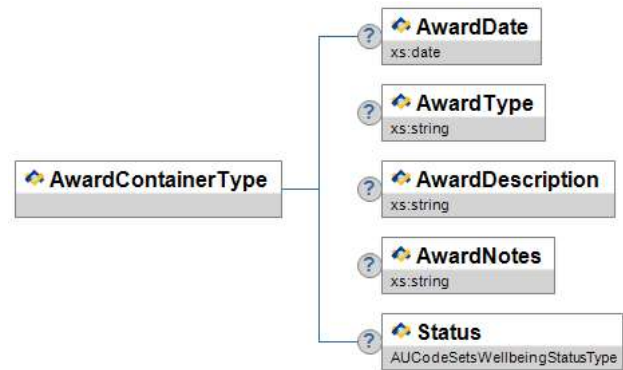 ?
AwardDate
xs:date
?
AwardType
xs:string
AwardContainerType
?
AwardDescription
xs:string
?
AwardNotes
xs:string
?
Status
AUCodeSetsWellbeingStatusType